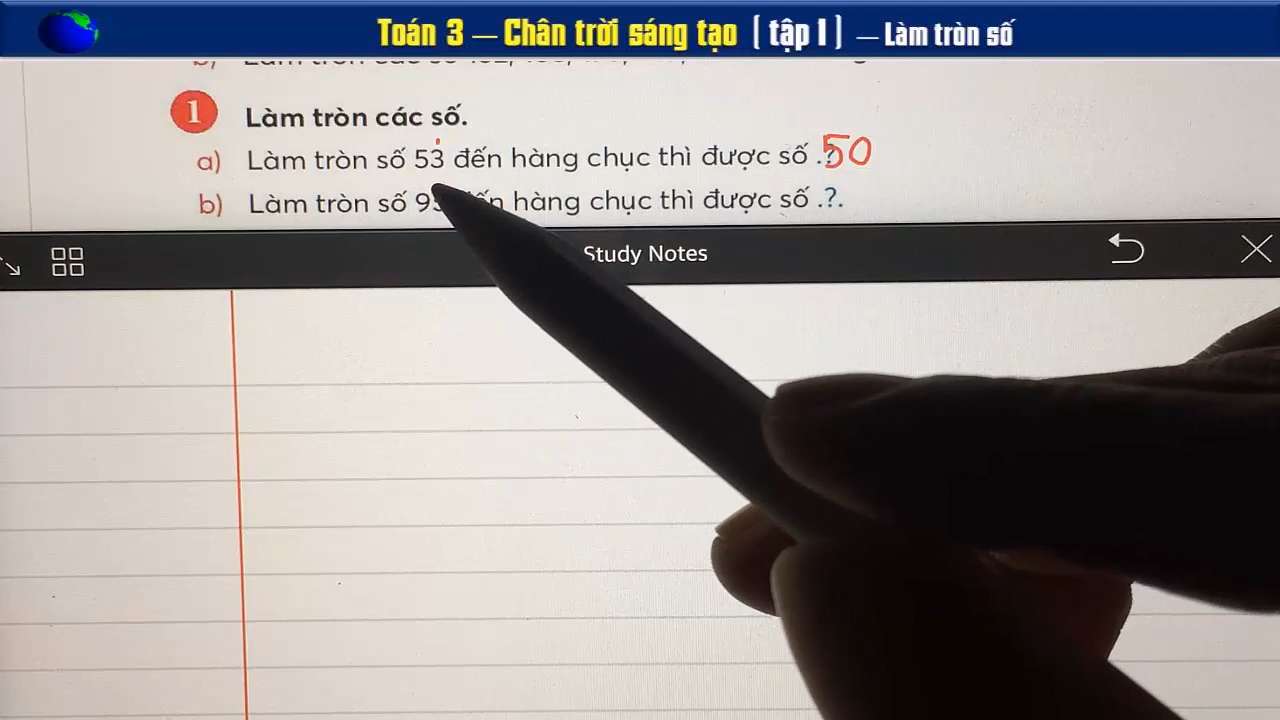 Toán 3 — Chân trời sáng tạo ( tập 1 ) — Làm tròn số
1 Làm tròn các số.
a) Làm tròn số 53 đến hàng chục thì được số .? 50
b) Làm tròn số hàng chục thì được số .?.
Study Notes